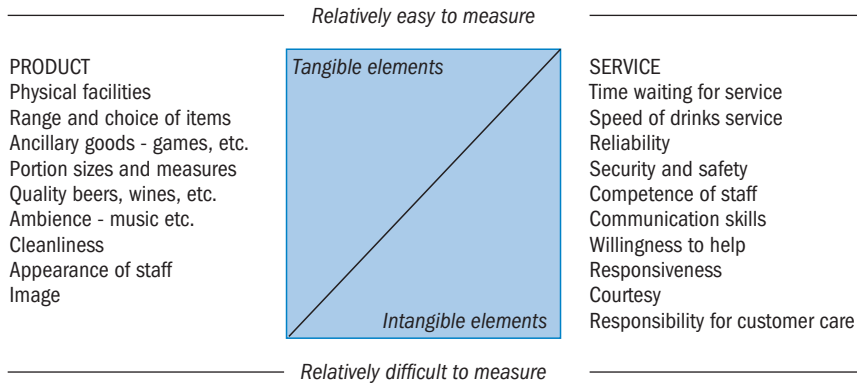 Relatively easy to measure
PRODUCT
Physical facilities
Range and choice of items
Ancillary goods - games, etc.
Portion sizes and measures
Quality beers, wines, etc.
Ambience - music etc.
Cleanliness
Appearance of staff
Image
Tangible elements
Intangible elements
SERVICE
Time waiting for service
Speed of drinks service
Reliability
Security and safety
Competence of staff
Communication skills
Willingness to help
Responsiveness
Courtesy
Responsibility for customer care
Relatively difficult to measure